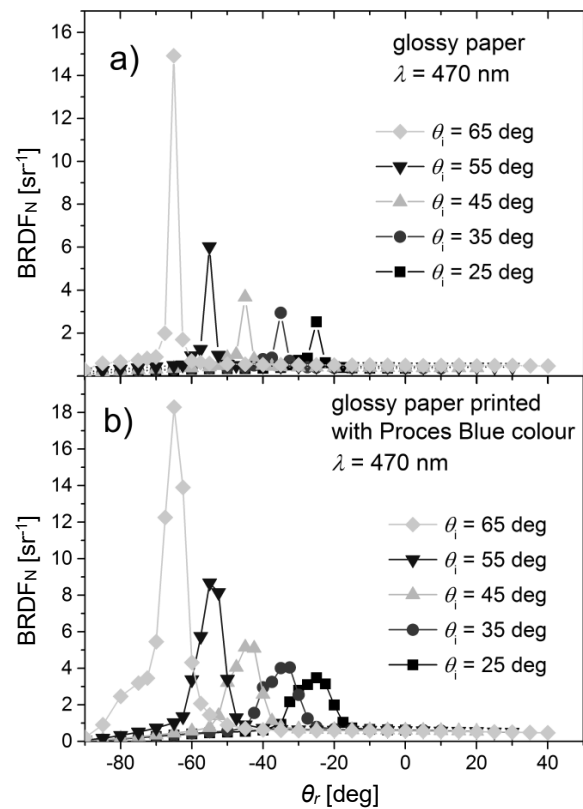 a)
glossy paper
λ = 470 nm
θi = 65 deg
θi = 55 deg
θi = 45 deg
θi = 35 deg
θi = 25 deg
BRDFN [sr-1]
16
14
12
10
8
6
4
2
b)
glossy paper printed
with Proces Blue colour
λ = 470 nm
θi = 65 deg
θi = 55 deg
θi = 45 deg
θi = 35 deg
θi = 25 deg
BRDFN [sr-1]
18
16
14
12
10
8
6
4
2
0
-80 -60 -40 -20 0 20 40
θr [deg]